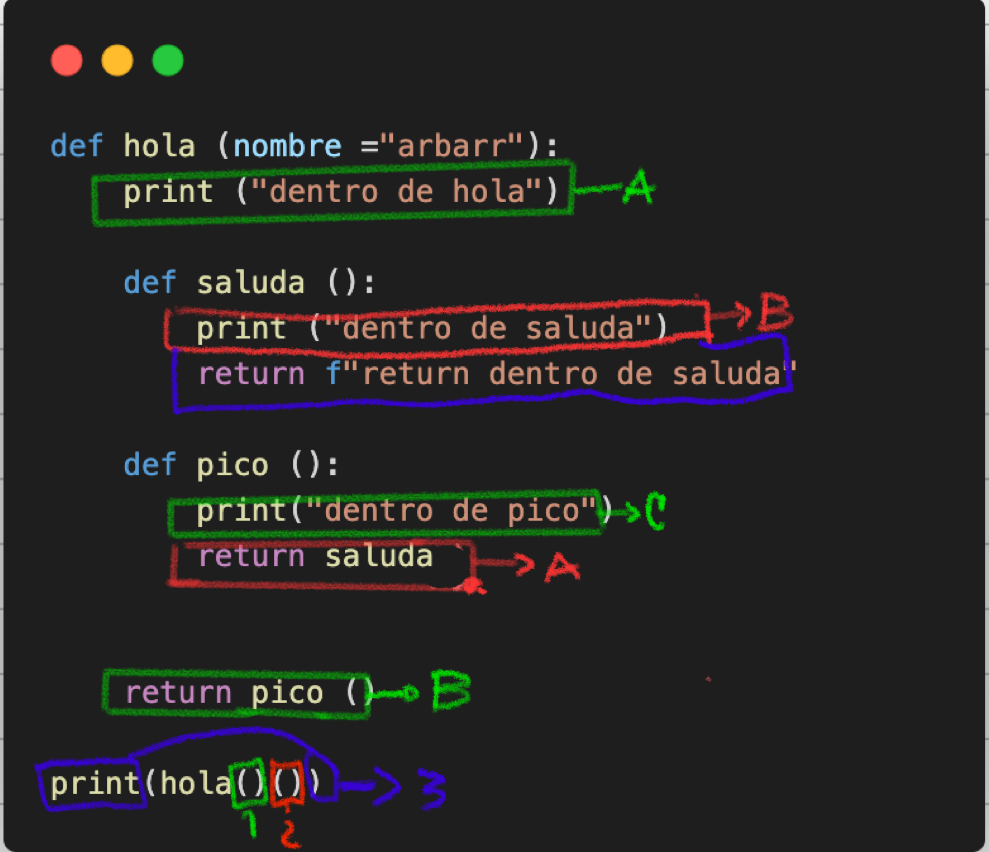 def hola (nombre ="arbarr"):
print ("dentro de hola") A
def saluda ():
print ("dentro de saluda") B
return f"return dentro de saluda"
def pico ():
print("dentro de pico") C
return saluda A
return pico () B
print(hola()()) 3
1 2